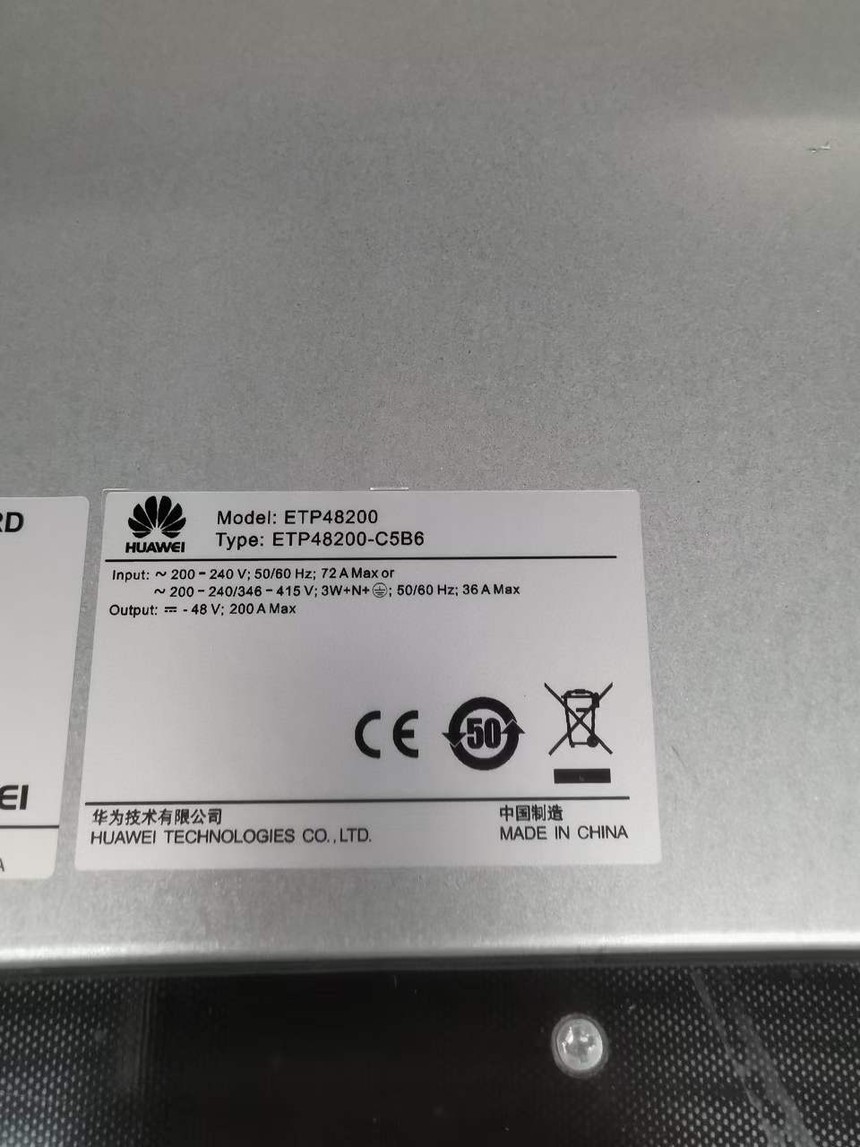 RD
EI
A
HUAWEI
Model: ETP48200
Type: ETP48200-C5B6
Input: ~ 200-240 V; 50/60 Hz; 72 A Max or
~ 200-240/346-415 V; 3W+N+⏚; 50/60 Hz; 36 A Max
Output: ⎓ -48 V; 200 A Max
CE
50
华为技术有限公司
HUAWEI TECHNOLOGIES CO., LTD.
中国制造
MADE IN CHINA